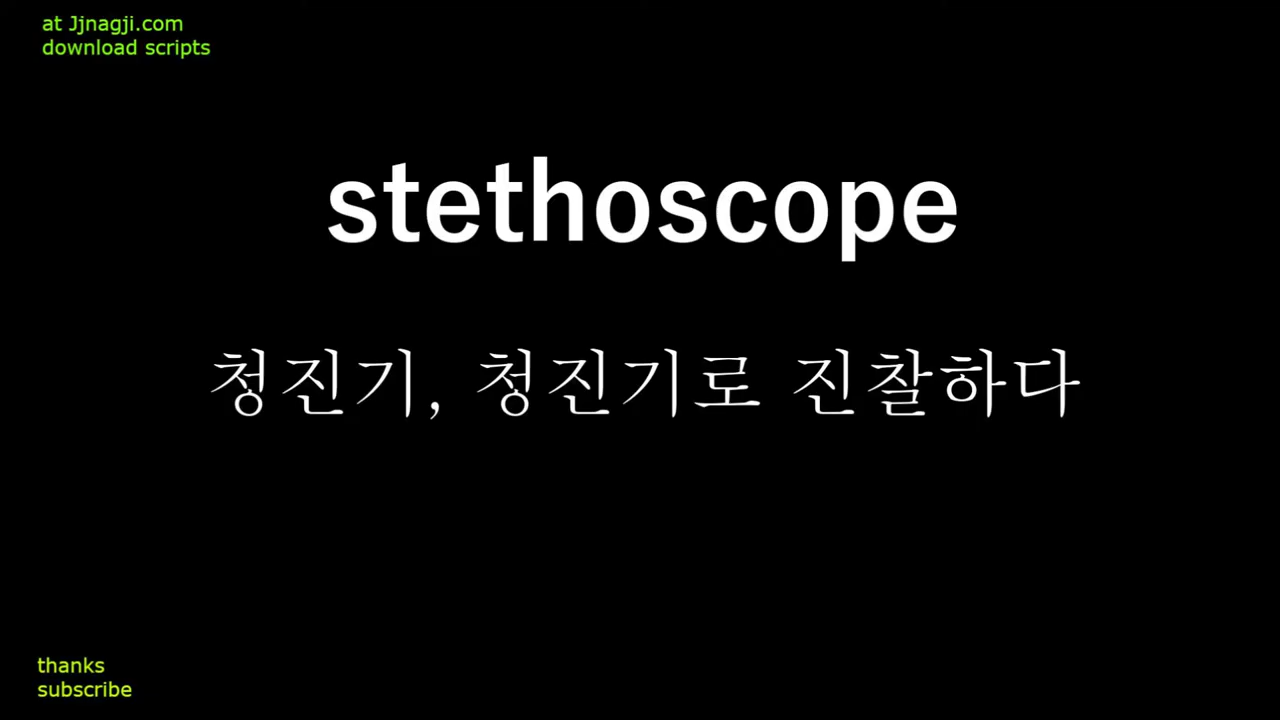 at Jjnagji.com
download scripts
stethoscope
청진기, 청진기로 진찰하다
thanks
subscribe